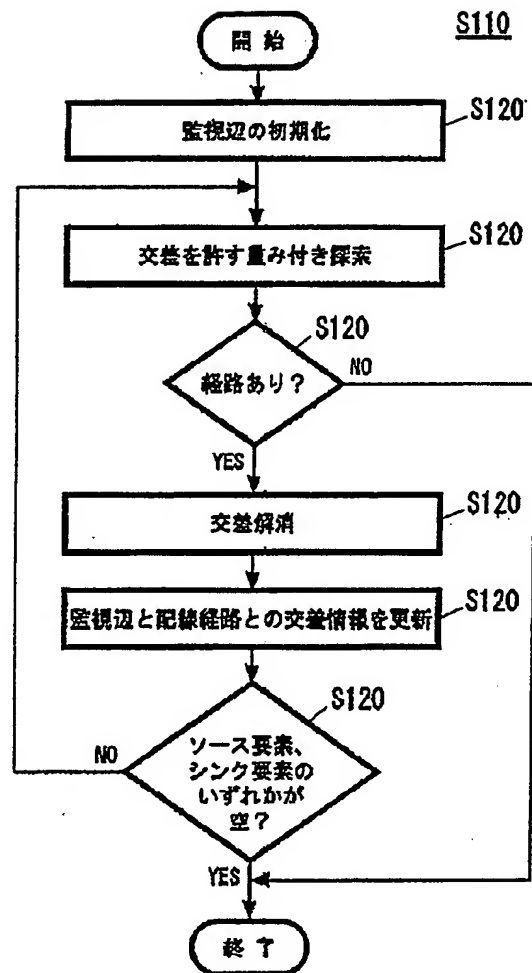 S110
開始
S120
監視辺の初期化
S120
交差を許す重み付き探索
S120
経路あり?
NO
YES
S120
交差解消
S120
監視辺と配線経路との交差情報を更新
S120
ソース要素、
シンク要素の
いずれかが
空?
NO
YES
終了